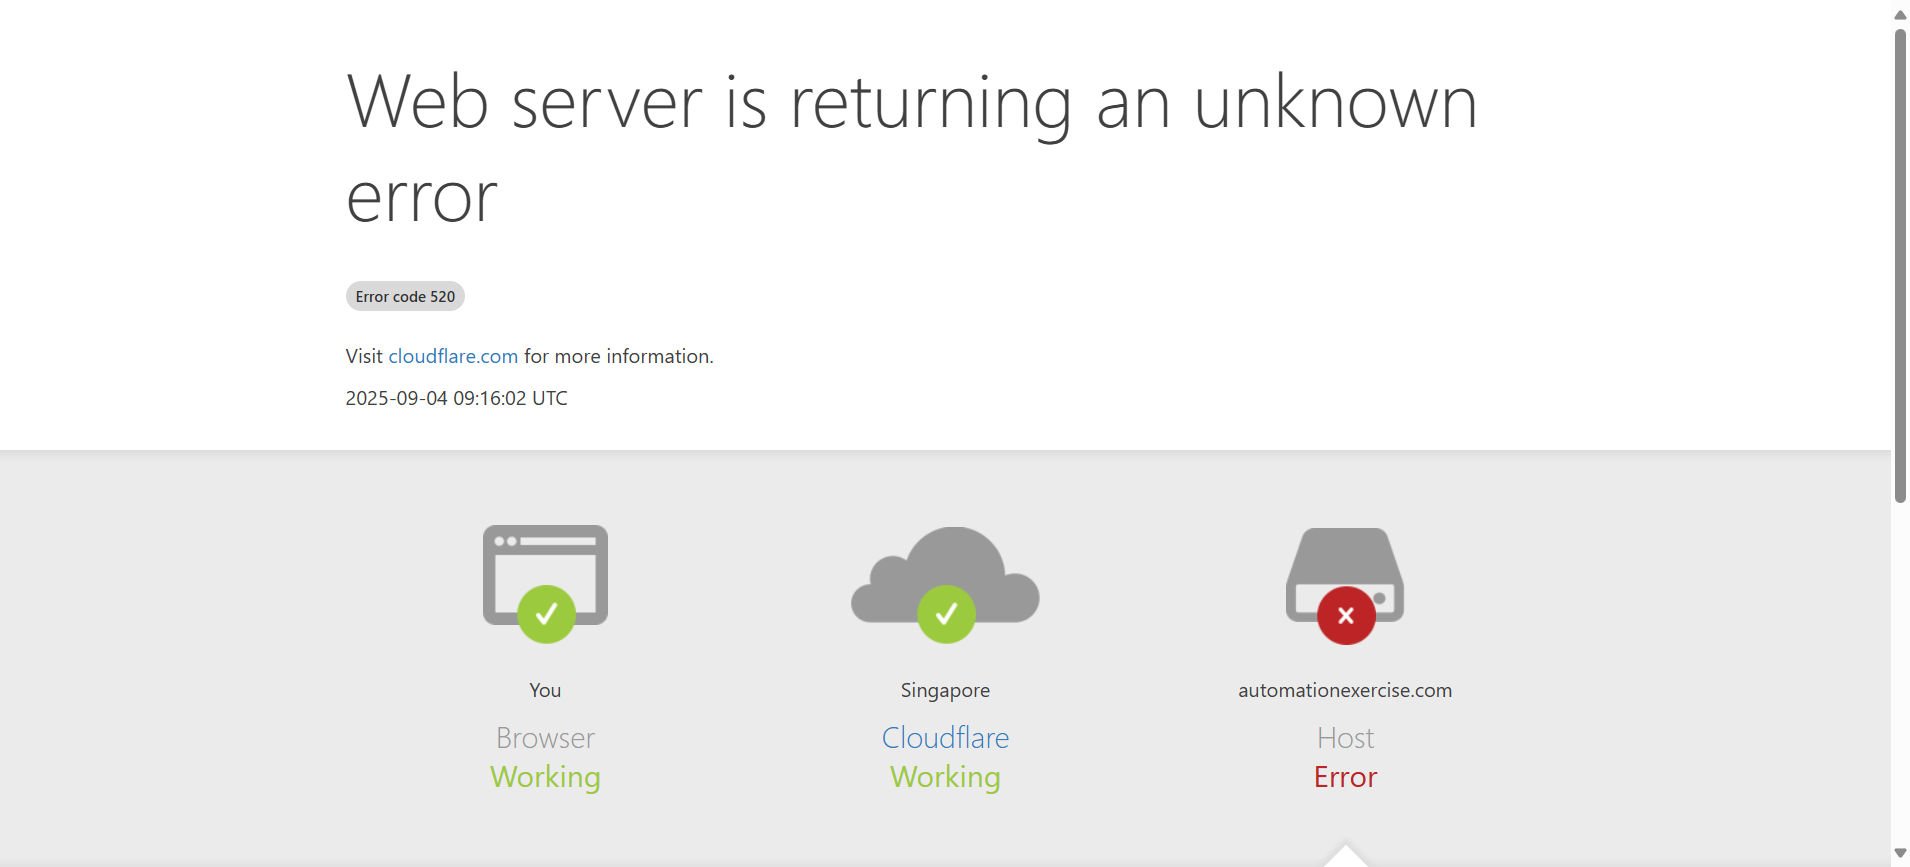 Web server is returning an unknown
error
Error code 520
Visit cloudflare.com for more information.
2025-09-04 09:16:02 UTC
You
Browser
Working
Singapore
Cloudflare
Working
automationexercise.com
Host
Error